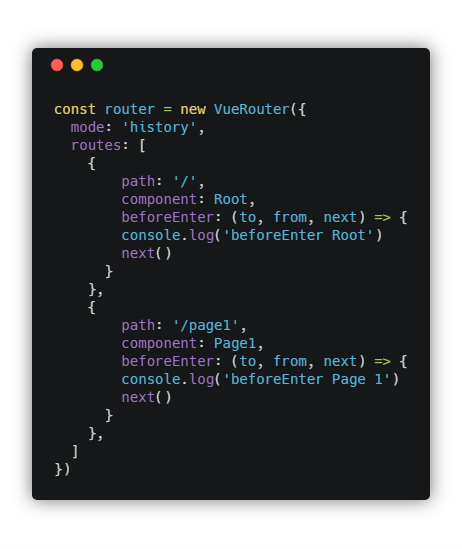 const router = new VueRouter({
  mode: 'history',
  routes: [
    {
        path: '/',
        component: Root,
        beforeEnter: (to, from, next) => {
        console.log('beforeEnter Root')
        next()
      }
    },
    {
        path: '/page1',
        component: Page1,
        beforeEnter: (to, from, next) => {
        console.log('beforeEnter Page 1')
        next()
      }
    },
  ]
})